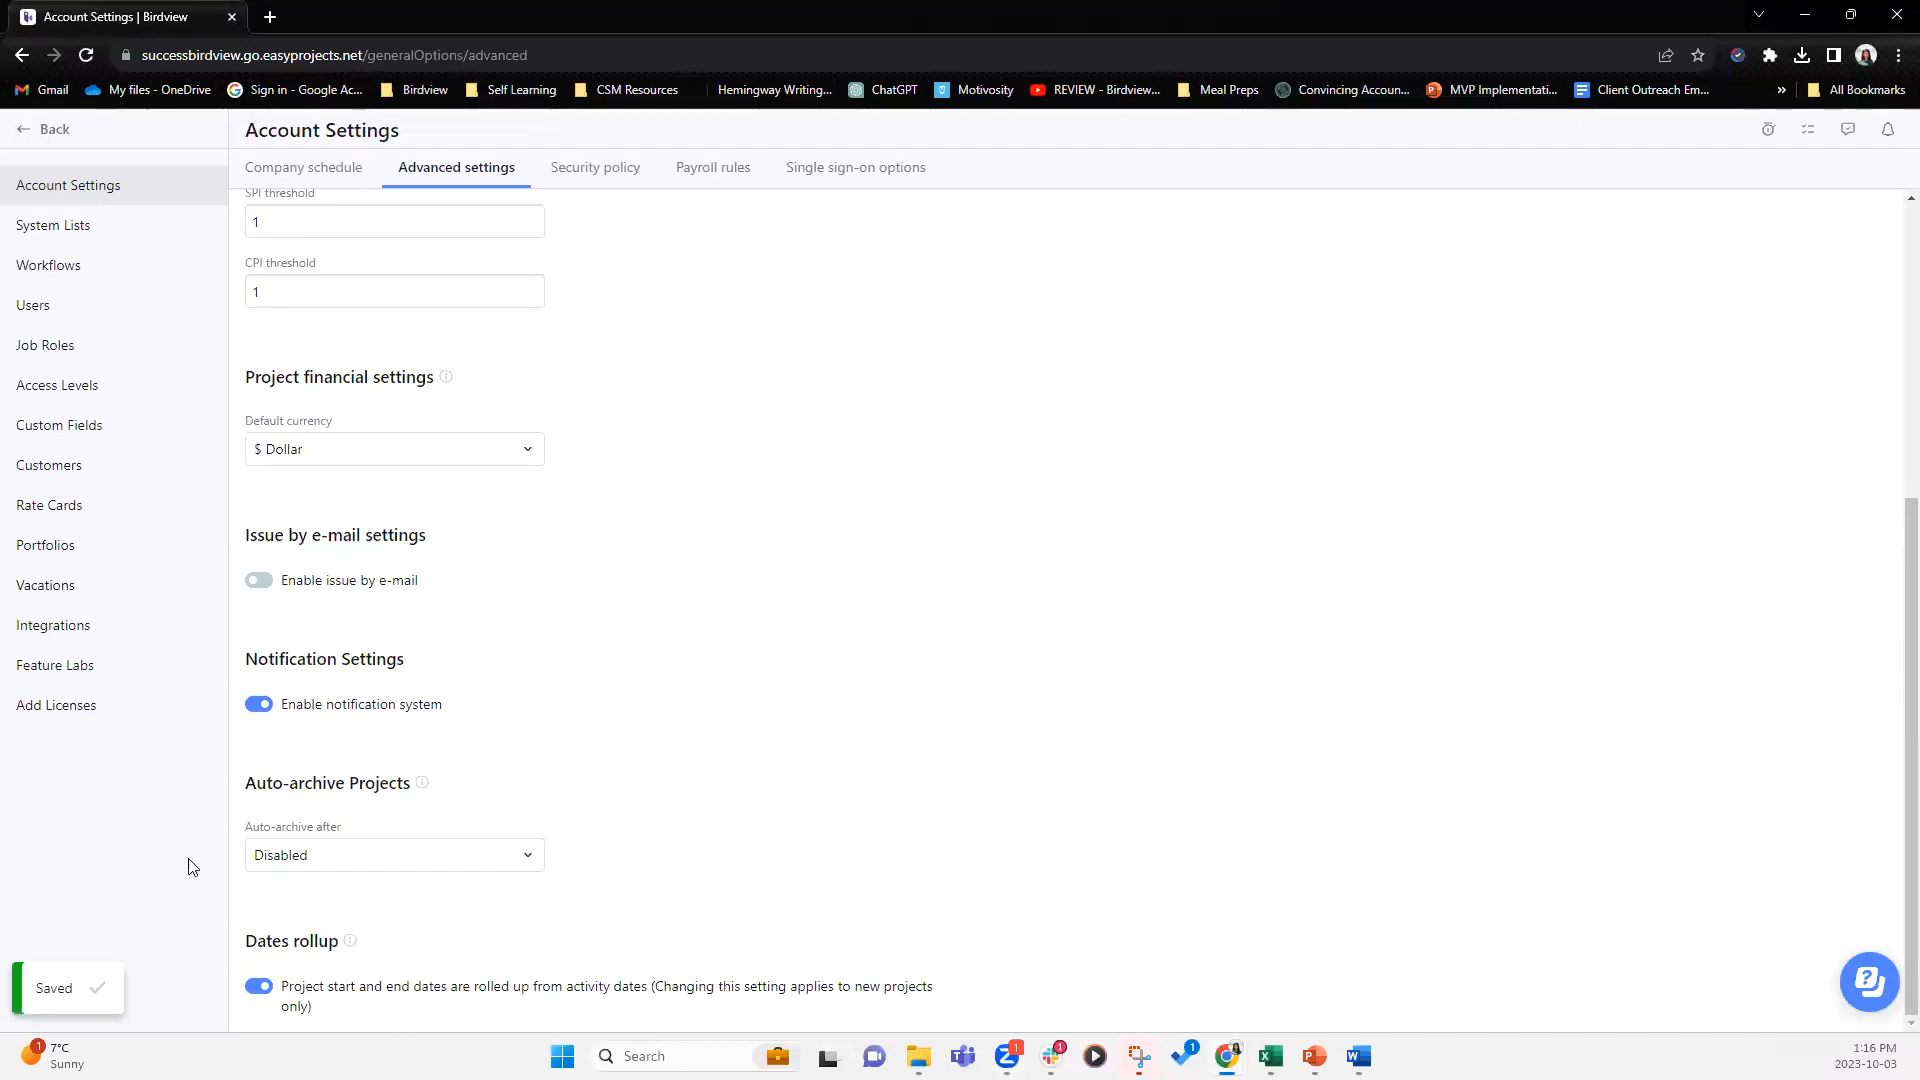 Account Settings | Birdview
successbirdview.go.easyprojects.net/generalOptions/advanced
Gmail
My files - OneDrive
Sign in - Google Ac...
Birdview
Self Learning
CSM Resources
Hemingway Writing...
ChatGPT
Motivosity
REVIEW - Birdview...
Meal Preps
Convincing Accoun...
MVP Implementati...
Client Outreach Em...
»
All Bookmarks
Back
Account Settings
Company schedule
Advanced settings
Security policy
Payroll rules
Single sign-on options
Account Settings
System Lists
Workflows
Users
Job Roles
Access Levels
Custom Fields
Customers
Rate Cards
Portfolios
Vacations
Integrations
Feature Labs
Add Licenses
SPI threshold
1
CPI threshold
1
Project financial settings
Default currency
$ Dollar
Issue by e-mail settings
Enable issue by e-mail
Notification Settings
Enable notification system
Auto-archive Projects
Auto-archive after
Disabled
Dates rollup
Project start and end dates are rolled up from activity dates (Changing this setting applies to new projects
only)
Saved
1
7°C
Sunny
Search
1
1
1
1:16 PM
2023-10-03